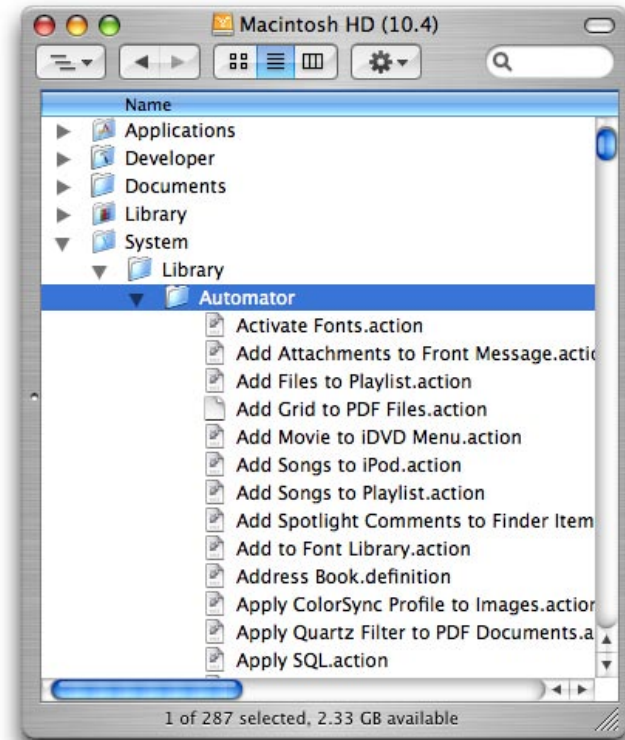 Macintosh HD (10.4)
Name
Applications
Developer
Documents
Library
System
Library
Automator
Activate Fonts.action
Add Attachments to Front Message.actio
Add Files to Playlist.action
Add Grid to PDF Files.action
Add Movie to iDVD Menu.action
Add Songs to iPod.action
Add Songs to Playlist.action
Add Spotlight Comments to Finder Item
Add to Font Library.action
Address Book.definition
Apply ColorSync Profile to Images.action
Apply Quartz Filter to PDF Documents.a
Apply SQL.action
1 of 287 selected, 2.33 GB available